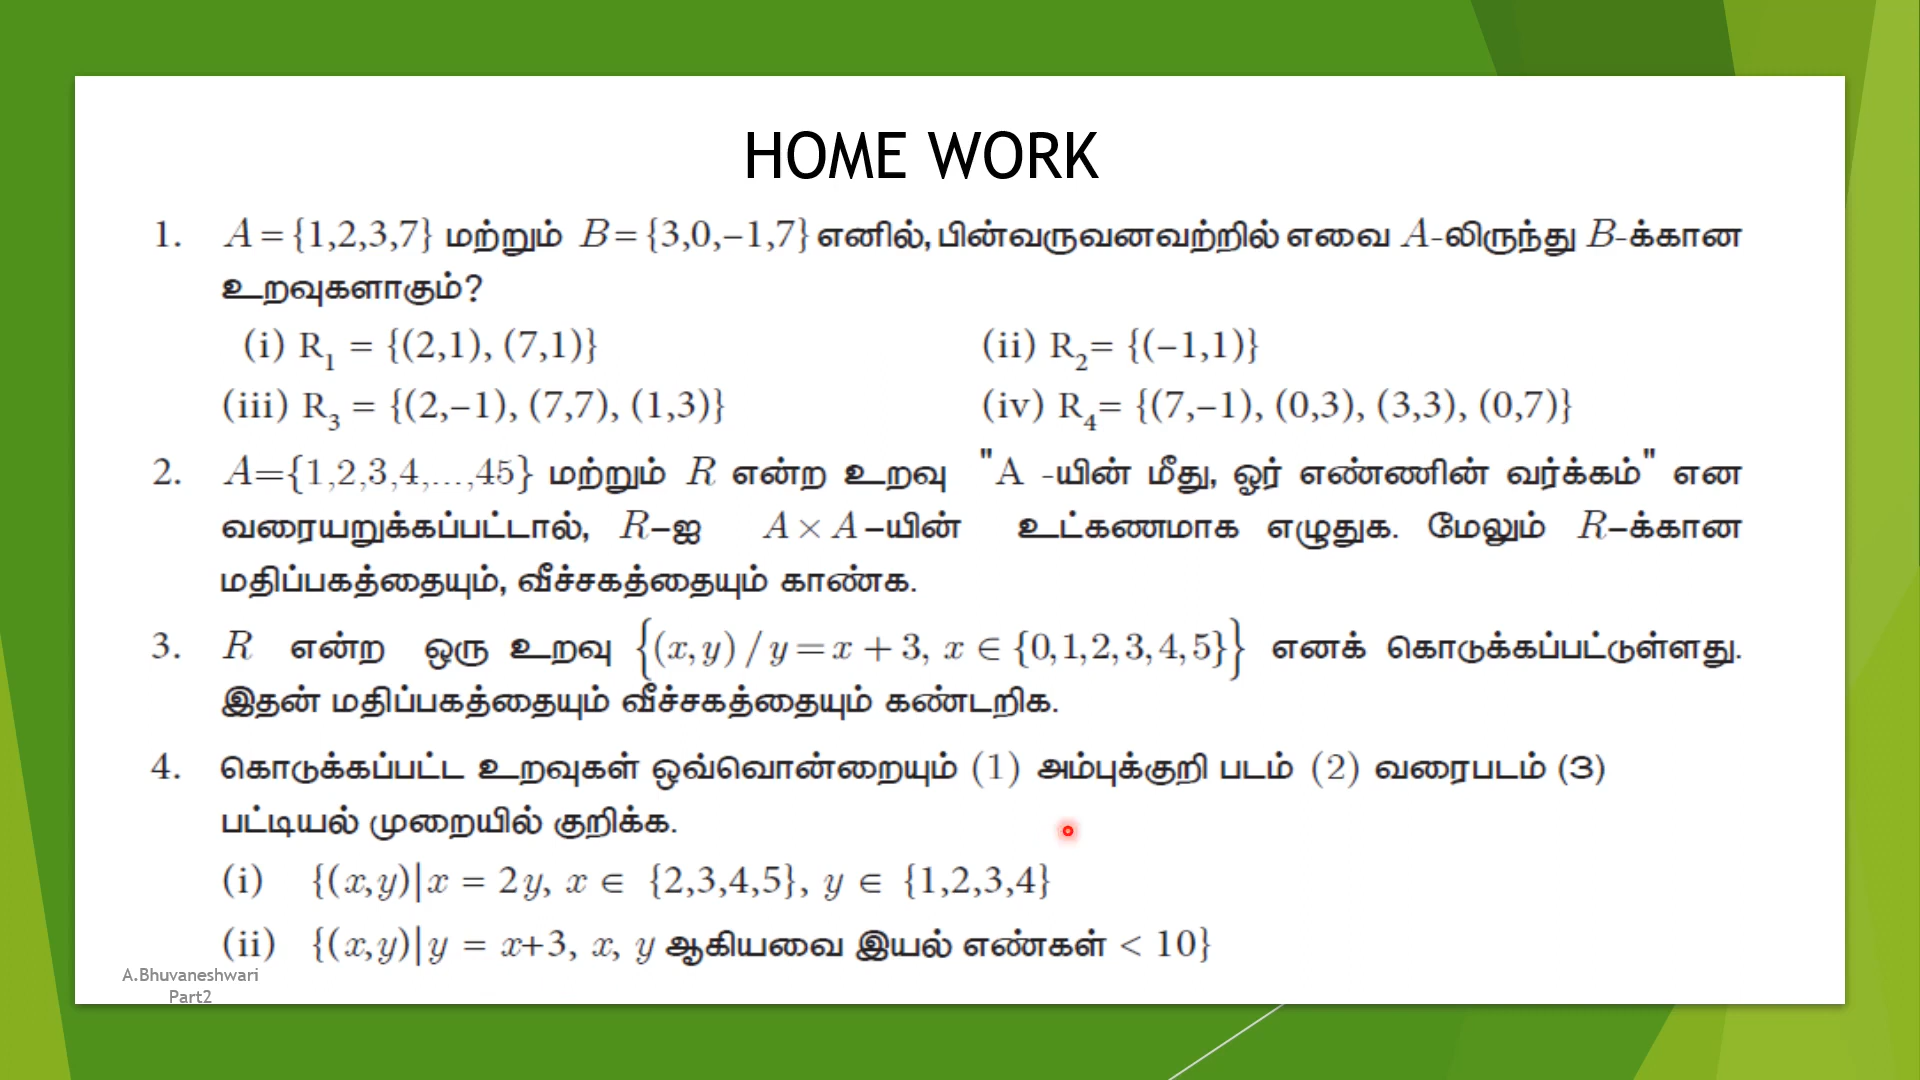 HOME WORK
1. A = {1,2,3,7} மற்றும் B = {3,0,–1,7} எனில், பின்வருவனவற்றில் எவை A-லிருந்து B-க்கான
உறவுகளாகும்?
(i) R₁ = {(2,1), (7,1)} (ii) R₂= {(–1,1)}
(iii) R₃ = {(2,–1), (7,7), (1,3)} (iv) R₄= {(7,–1), (0,3), (3,3), (0,7)}
2. A={1,2,3,4,...,45} மற்றும் R என்ற உறவு "A -யின் மீது, ஓர் எண்ணின் வர்க்கம்" என
வரையறுக்கப்பட்டால், R–ஐ A × A –யின் உட்கணமாக எழுதுக. மேலும் R–க்கான
மதிப்பகத்தையும், வீச்சகத்தையும் காண்க.
3. R என்ற ஒரு உறவு {(x,y) / y = x + 3, x ∈ {0,1,2,3,4,5}} எனக் கொடுக்கப்பட்டுள்ளது.
இதன் மதிப்பகத்தையும் வீச்சகத்தையும் கண்டறிக.
4. கொடுக்கப்பட்ட உறவுகள் ஒவ்வொன்றையும் (1) அம்புக்குறி படம் (2) வரைபடம் (3)
பட்டியல் முறையில் குறிக்க.
(i) {(x,y)|x = 2y, x ∈ {2,3,4,5}, y ∈ {1,2,3,4}
(ii) {(x,y)|y = x+3, x, y ஆகியவை இயல் எண்கள் < 10}
A.Bhuvaneshwari
Part2